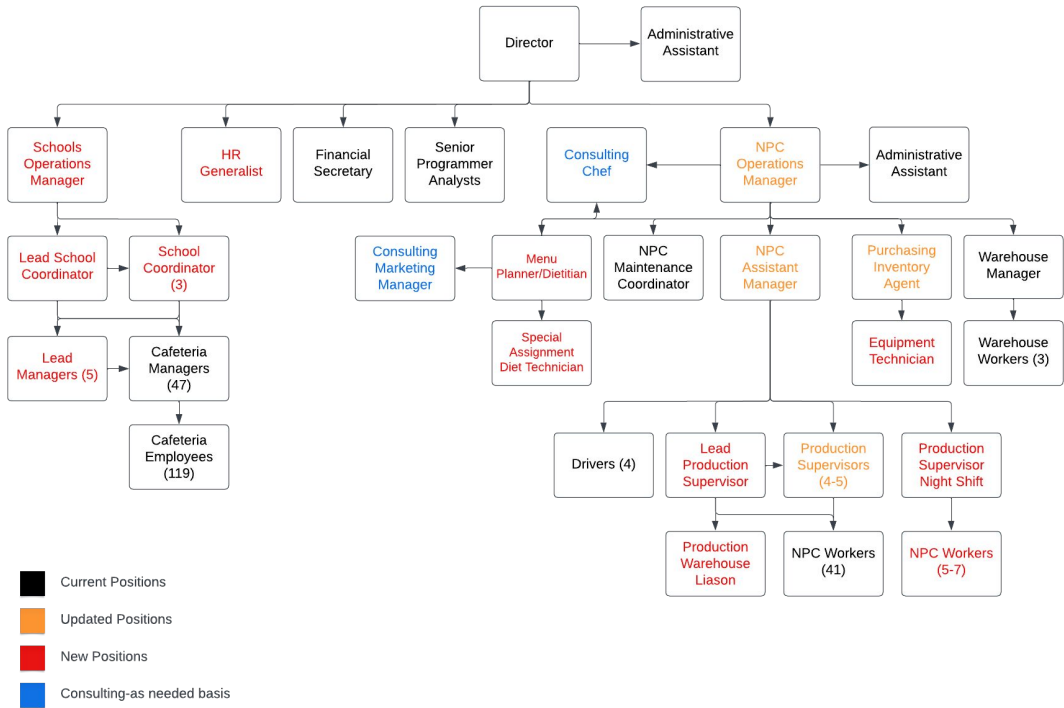 Director
Administrative
Assistant
Schools
Operations
Manager
HR
Generalist
Financial
Secretary
Senior
Programmer
Analysts
Consulting
Chef
NPC
Operations
Manager
Administrative
Assistant
Lead School
Coordinator
School
Coordinator
(3)
Consulting
Marketing
Manager
Menu
Planner/Dietitian
NPC
Maintenance
Coordinator
NPC
Assistant
Manager
Purchasing
Inventory
Agent
Warehouse
Manager
Lead
Managers (5)
Cafeteria
Managers
(47)
Special
Assignment
Diet Technician
Equipment
Technician
Warehouse
Workers (3)
Cafeteria
Employees
(119)
Drivers (4)
Lead
Production
Supervisor
Production
Supervisors
(4-5)
Production
Supervisor
Night Shift
Production
Warehouse
Liason
NPC Workers
(41)
NPC Workers
(5-7)
Current Positions
Updated Positions
New Positions
Consulting-as needed basis